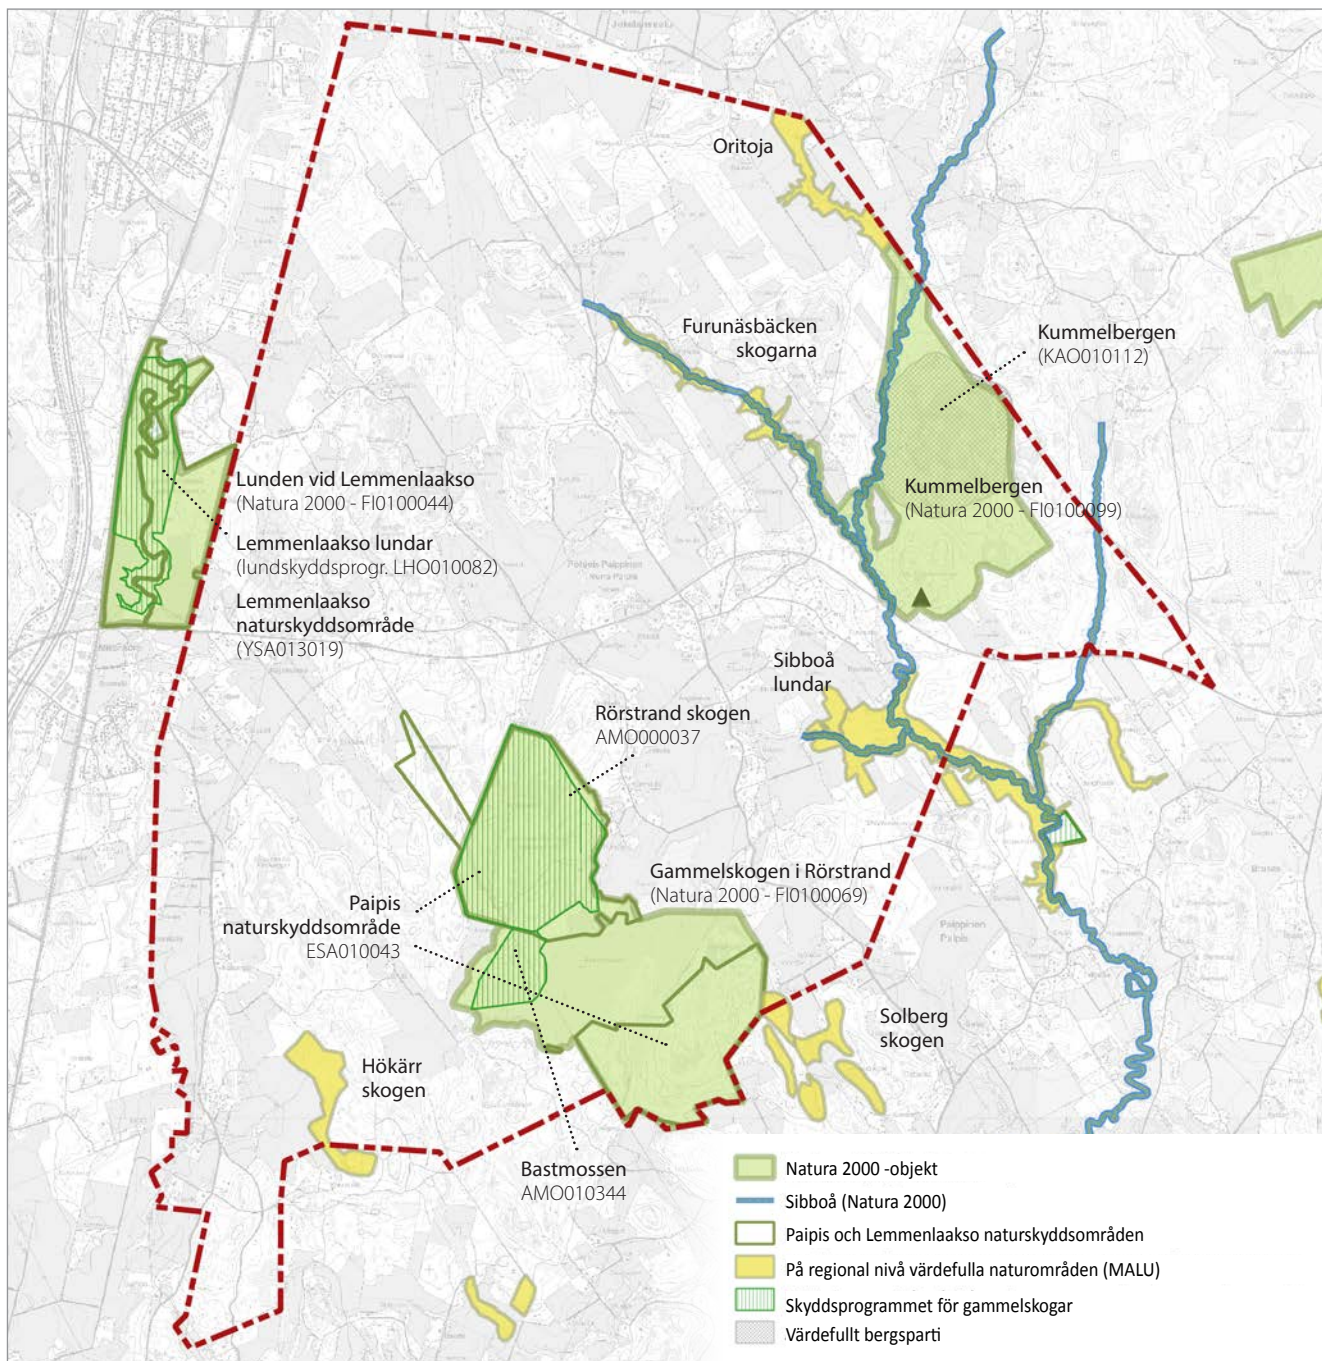 Oritoja
Furunäsbäcken
skogarna
Kummelbergen
(KAO010112)
Lunden vid Lemmenlaakso
(Natura 2000 - FI0100044)
Lemmenlaakso lundar
(lundskyddsprogr. LHO010082)
Lemmenlaakso
naturskyddsområde
(YSA013019)
Kummelbergen
(Natura 2000 - FI0100099)
Sibboå
lundar
Rörstrand skogen
AMO000037
Gammelskogen i Rörstrand
(Natura 2000 - FI0100069)
Paipis
naturskyddsområde
ESA010043
Solberg
skogen
Hökärr
skogen
Bastmossen
AMO010344
Natura 2000 -objekt
Sibboå (Natura 2000)
Paipis och Lemmenlaakso naturskyddsområden
På regional nivå värdefulla naturområden (MALU)
Skyddsprogrammet för gammelskogar
Värdefullt bergsparti